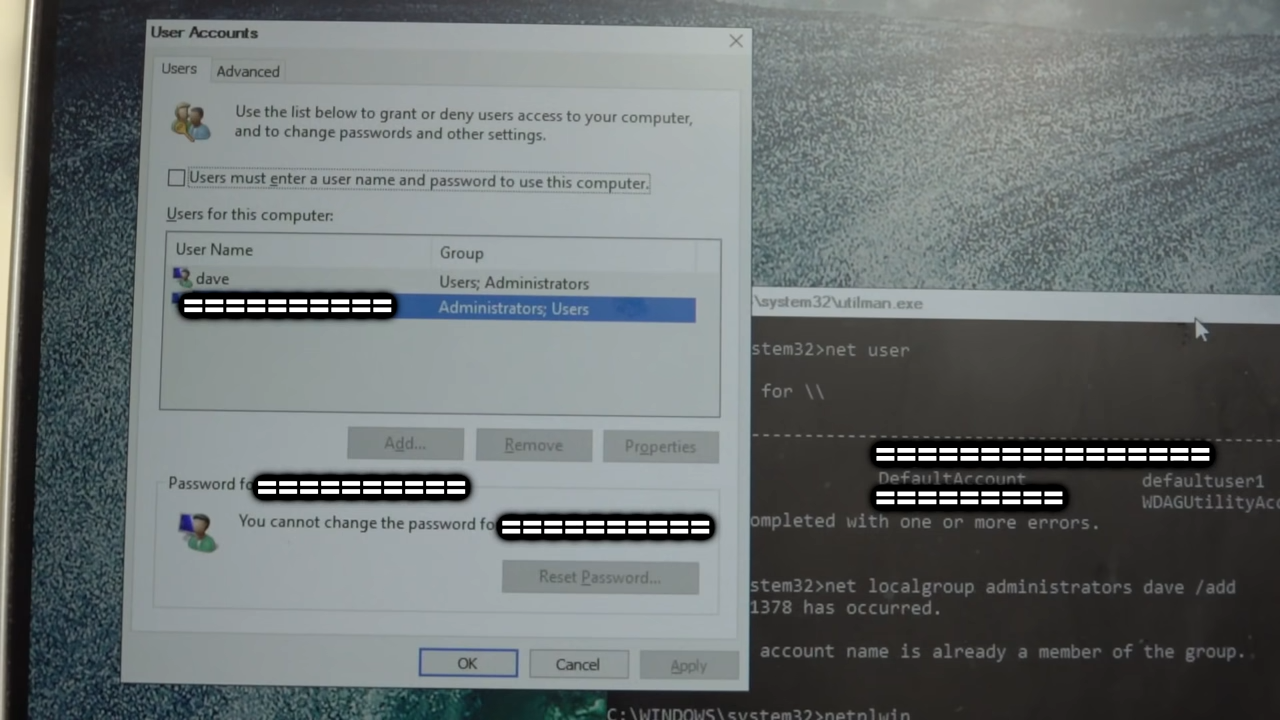 User Accounts
Users
Advanced
Use the list below to grant or deny users access to your computer,
and to change passwords and other settings.
Users must enter a user name and password to use this computer.
Users for this computer:
User Name Group
dave Users; Administrators
Administrators; Users
Add... Remove Properties
Password fo
You cannot change the password fo
Reset Password...
OK Cancel Apply
\system32\utilman.exe
stem32>net user
for \\
---------------------------------------------------
DefaultAccount defaultuser1
WDAGUtilityAcc
ompleted with one or more errors.
stem32>net localgroup administrators dave /add
1378 has occurred.
account name is already a member of the group.
C:\WINDOWS\system32>netplwin